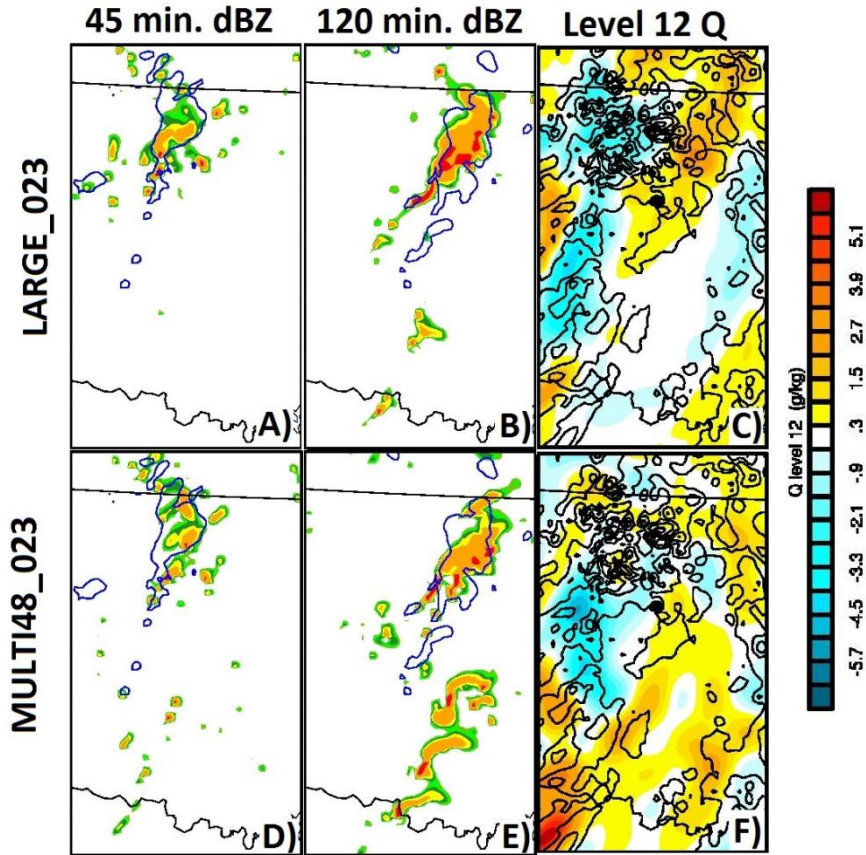 45 min. dBZ
120 min. dBZ
Level 12 Q
LARGE_023
A)
B)
C)
MULTI48_023
D)
E)
F)
Q level 12 (g/kg)
5.1
3.9
2.7
1.5
.3
-.9
-2.1
-3.3
-4.5
-5.7